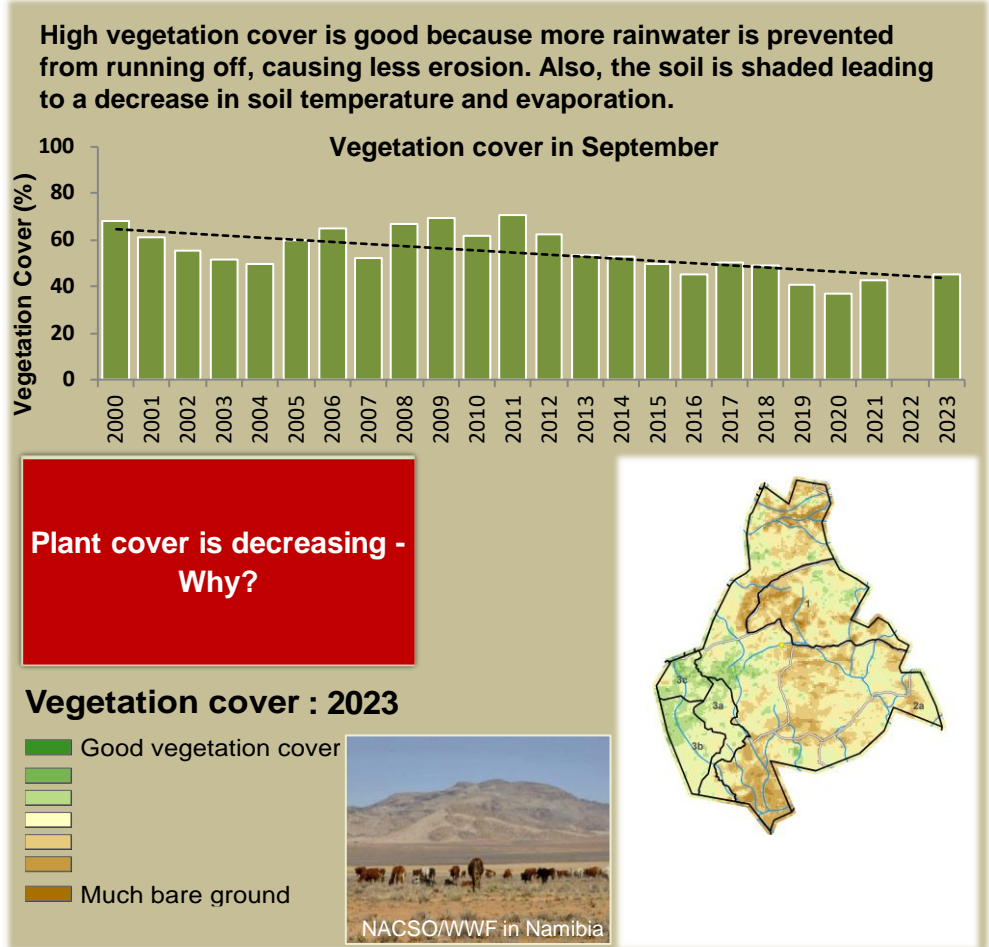 High vegetation cover is good because more rainwater is prevented
from running off, causing less erosion. Also, the soil is shaded leading
to a decrease in soil temperature and evaporation.
Vegetation cover in September
Vegetation Cover (%)
100
80
60
40
20
0
2000 2001 2002 2003 2004 2005 2006 2007 2008 2009 2010 2011 2012 2013 2014 2015 2016 2017 2018 2019 2020 2021 2022 2023
Plant cover is decreasing -
Why?
Vegetation cover : 2023
Good vegetation cover
Much bare ground
NACSO/WWF in Namibia
1
3c
3a
2a
3b